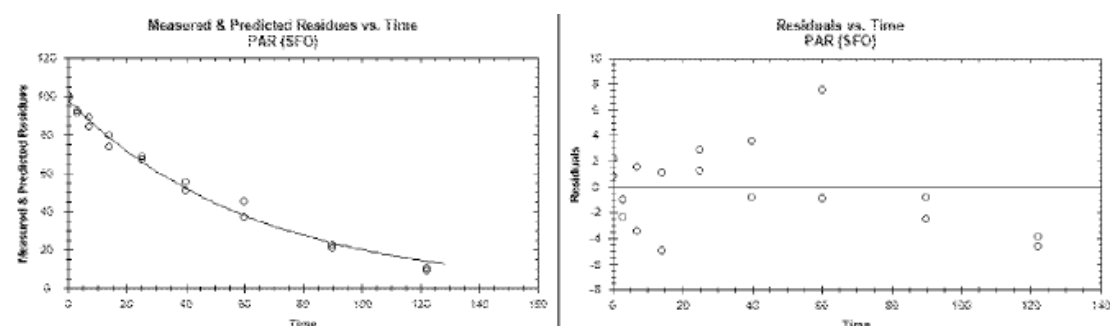 Measured & Predicted Residues vs. Time
PAR (SFO)
Measured & Predicted Residues
120
100
80
60
40
20
0
0 20 40 60 80 100 120 140 160
Time
Residuals vs. Time
PAR (SFO)
Residuals
10
8
6
4
2
0
-2
-4
-6
-8
0 20 40 60 80 100 120 140
Time